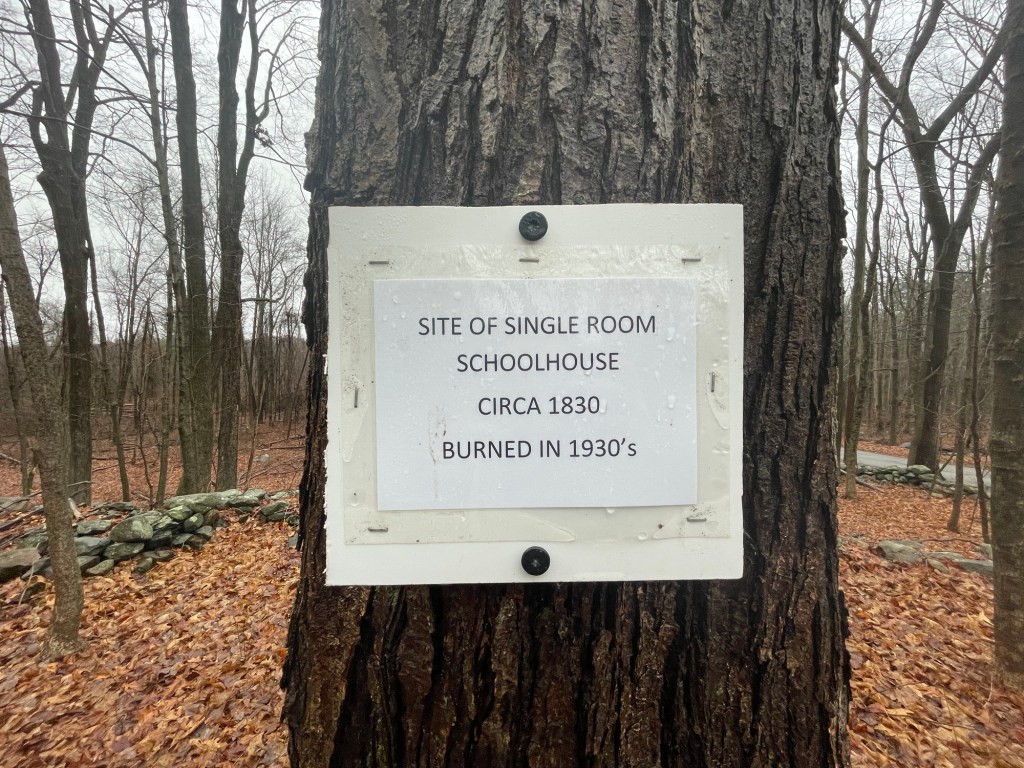 SITE OF SINGLE ROOM
SCHOOLHOUSE
CIRCA 1830
BURNED IN 1930’s